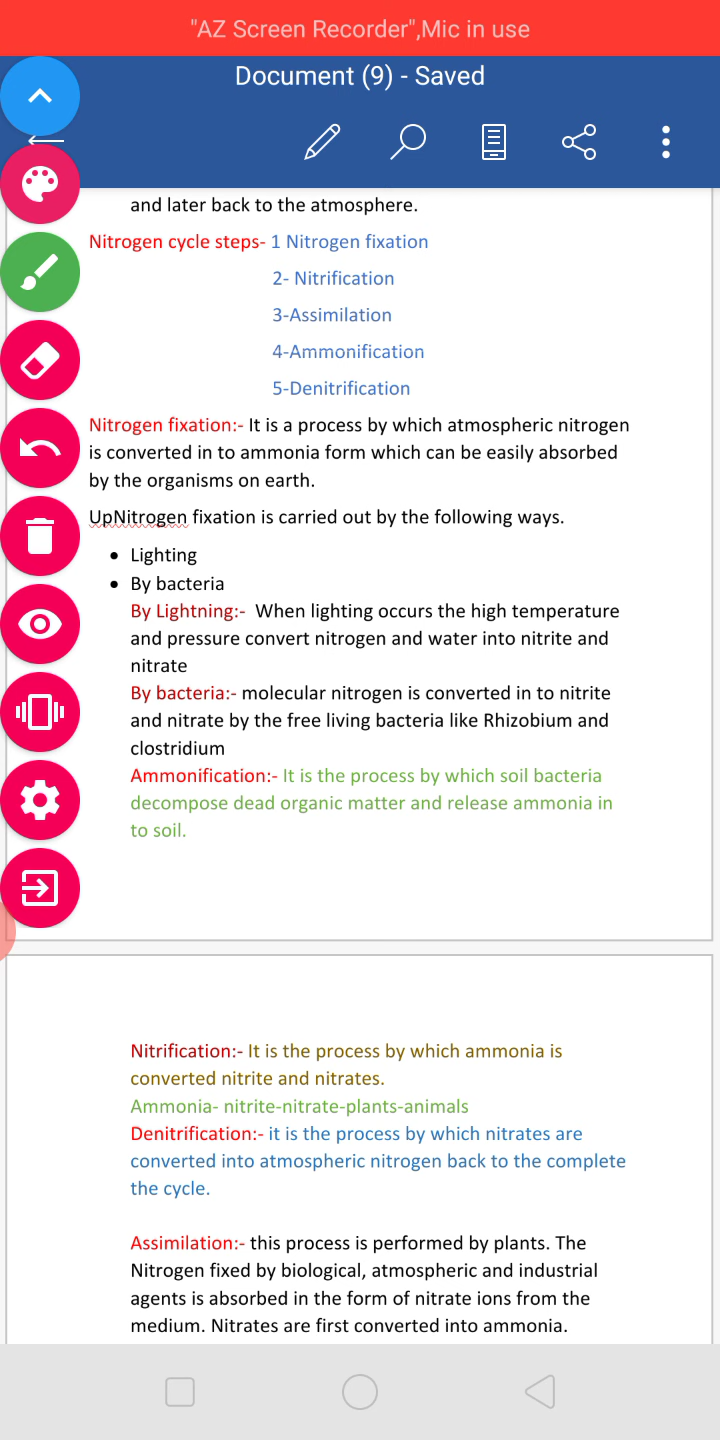 "AZ Screen Recorder",Mic in use
Document (9) - Saved
and later back to the atmosphere.
Nitrogen cycle steps- 1 Nitrogen fixation
2- Nitrification
3-Assimilation
4-Ammonification
5-Denitrification
Nitrogen fixation:- It is a process by which atmospheric nitrogen
is converted in to ammonia form which can be easily absorbed
by the organisms on earth.
UpNitrogen fixation is carried out by the following ways.
• Lighting
• By bacteria
By Lightning:- When lighting occurs the high temperature
and pressure convert nitrogen and water into nitrite and
nitrate
By bacteria:- molecular nitrogen is converted in to nitrite
and nitrate by the free living bacteria like Rhizobium and
clostridium
Ammonification:- It is the process by which soil bacteria
decompose dead organic matter and release ammonia in
to soil.
Nitrification:- It is the process by which ammonia is
converted nitrite and nitrates.
Ammonia- nitrite-nitrate-plants-animals
Denitrification:- it is the process by which nitrates are
converted into atmospheric nitrogen back to the complete
the cycle.
Assimilation:- this process is performed by plants. The
Nitrogen fixed by biological, atmospheric and industrial
agents is absorbed in the form of nitrate ions from the
medium. Nitrates are first converted into ammonia.